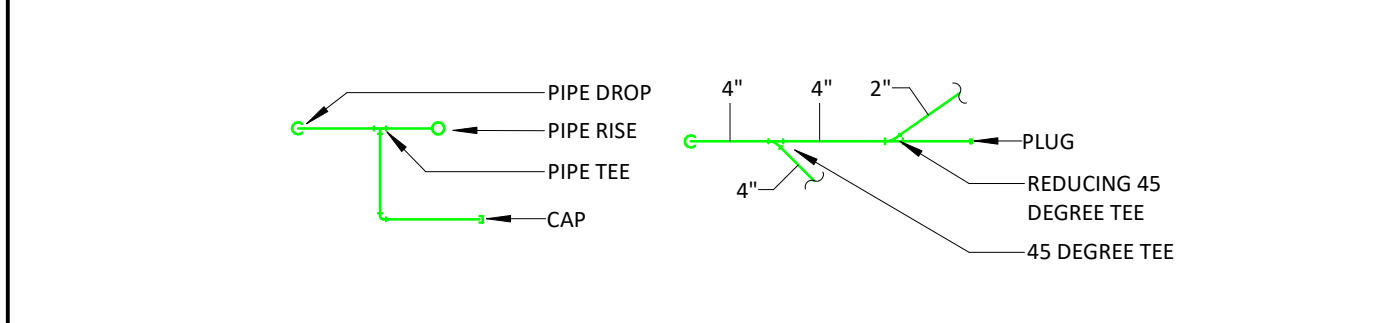 PIPE DROP
PIPE RISE
PIPE TEE
CAP
4"
4"
2"
4"
PLUG
REDUCING 45
DEGREE TEE
45 DEGREE TEE